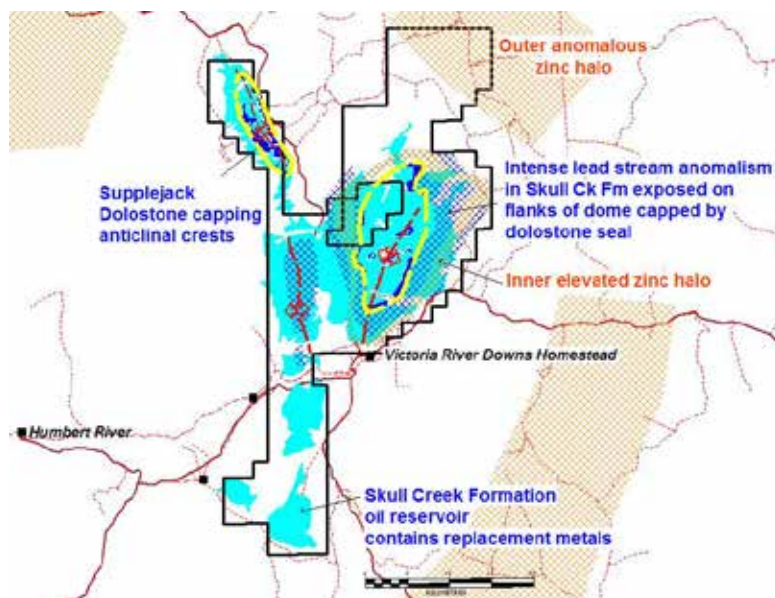 Outer anomalous
zinc halo
Supplejack
Dolostone capping
anticlinal crests
Intense lead stream anomalism
in Skull Ck Fm exposed on
flanks of dome capped by
dolostone seal
Inner elevated zinc halo
Victoria River Downs Homestead
Humbert River
Skull Creek Formation
oil reservoir
contains replacement metals